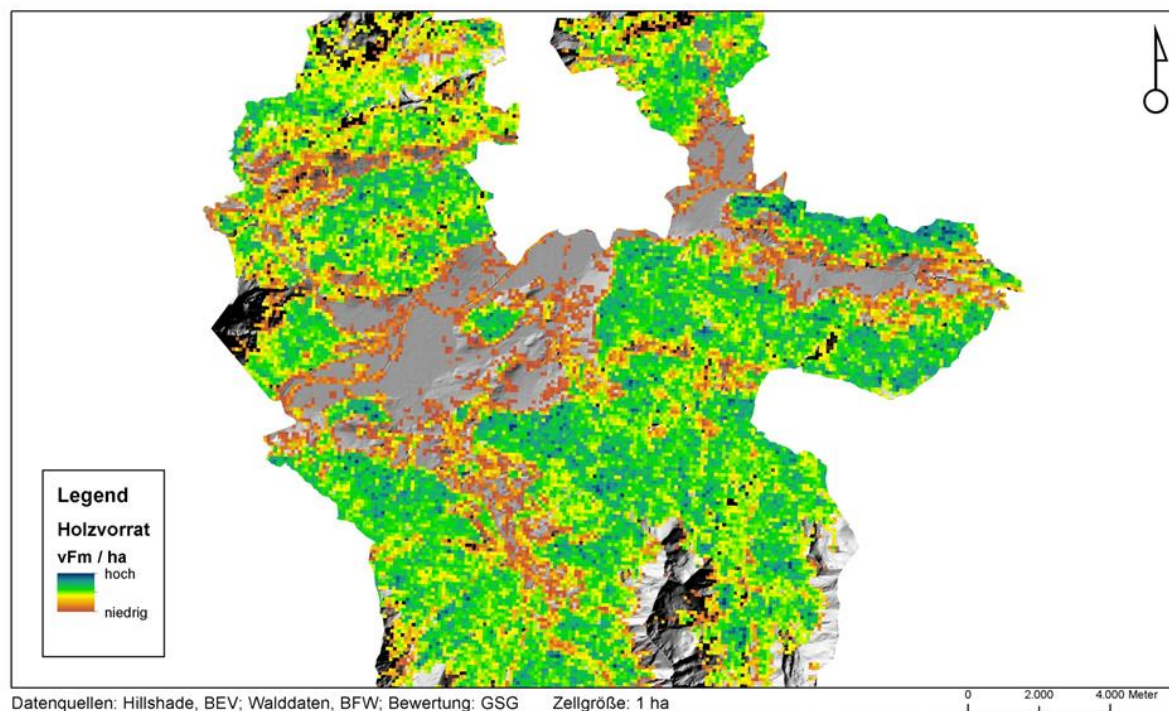 Legend
Holzvorrat
vFm / ha
hoch
niedrig
Datenquellen: Hillshade, BEV; Walddaten, BFW; Bewertung: GSG Zellgröße: 1 ha
0 2.000 4.000 Meter